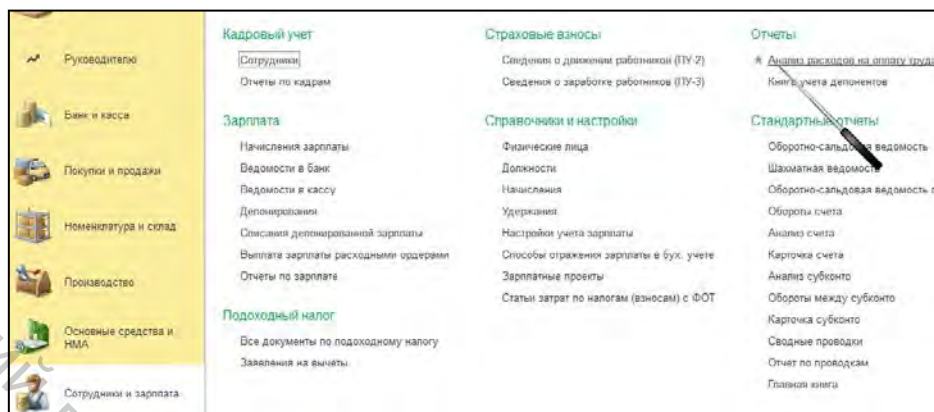 Руководителю
Банк и касса
Покупки и продажи
Номенклатура и склад
Производство
Основные средства и
НМА
Сотрудники и зарплата
Кадровый учет
Сотрудники
Отчеты по кадрам
Зарплата
Начисления зарплаты
Ведомости в банк
Ведомости в кассу
Депонирования
Списания депонированной зарплаты
Выплата зарплаты расходными ордерами
Отчеты по зарплате
Подоходный налог
Все документы по подоходному налогу
Заявления на вычеты
Страховые взносы
Сведения о движении работников (ПУ-2)
Сведения о заработке работников (ПУ-3)
Справочники и настройки
Физические лица
Должности
Начисления
Удержания
Настройки учета зарплаты
Способы отражения зарплаты в бух. учете
Зарплатные проекты
Статьи затрат по налогам (взносам) с ФОТ
Отчеты
Анализ расходов на оплату труда
Книга учета депонентов
Стандартные отчеты
Оборотно-сальдовая ведомость
Шахматная ведомость
Оборотно-сальдовая ведомость
Обороты счета
Анализ счета
Карточка счета
Анализ субконто
Обороты между субконто
Карточка субконто
Сводные проводки
Отчет по проводкам
Главная книга